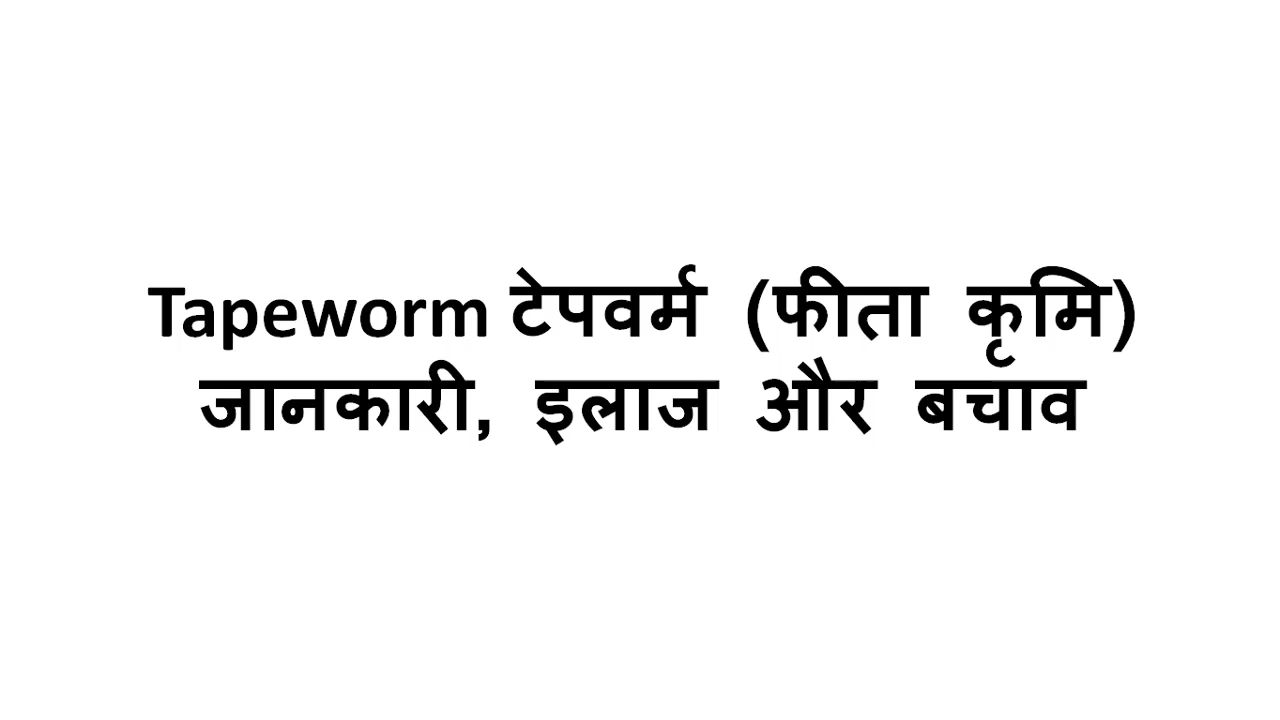 Tapeworm टेपवर्म (फीता कृमि)
जानकारी, इलाज और बचाव